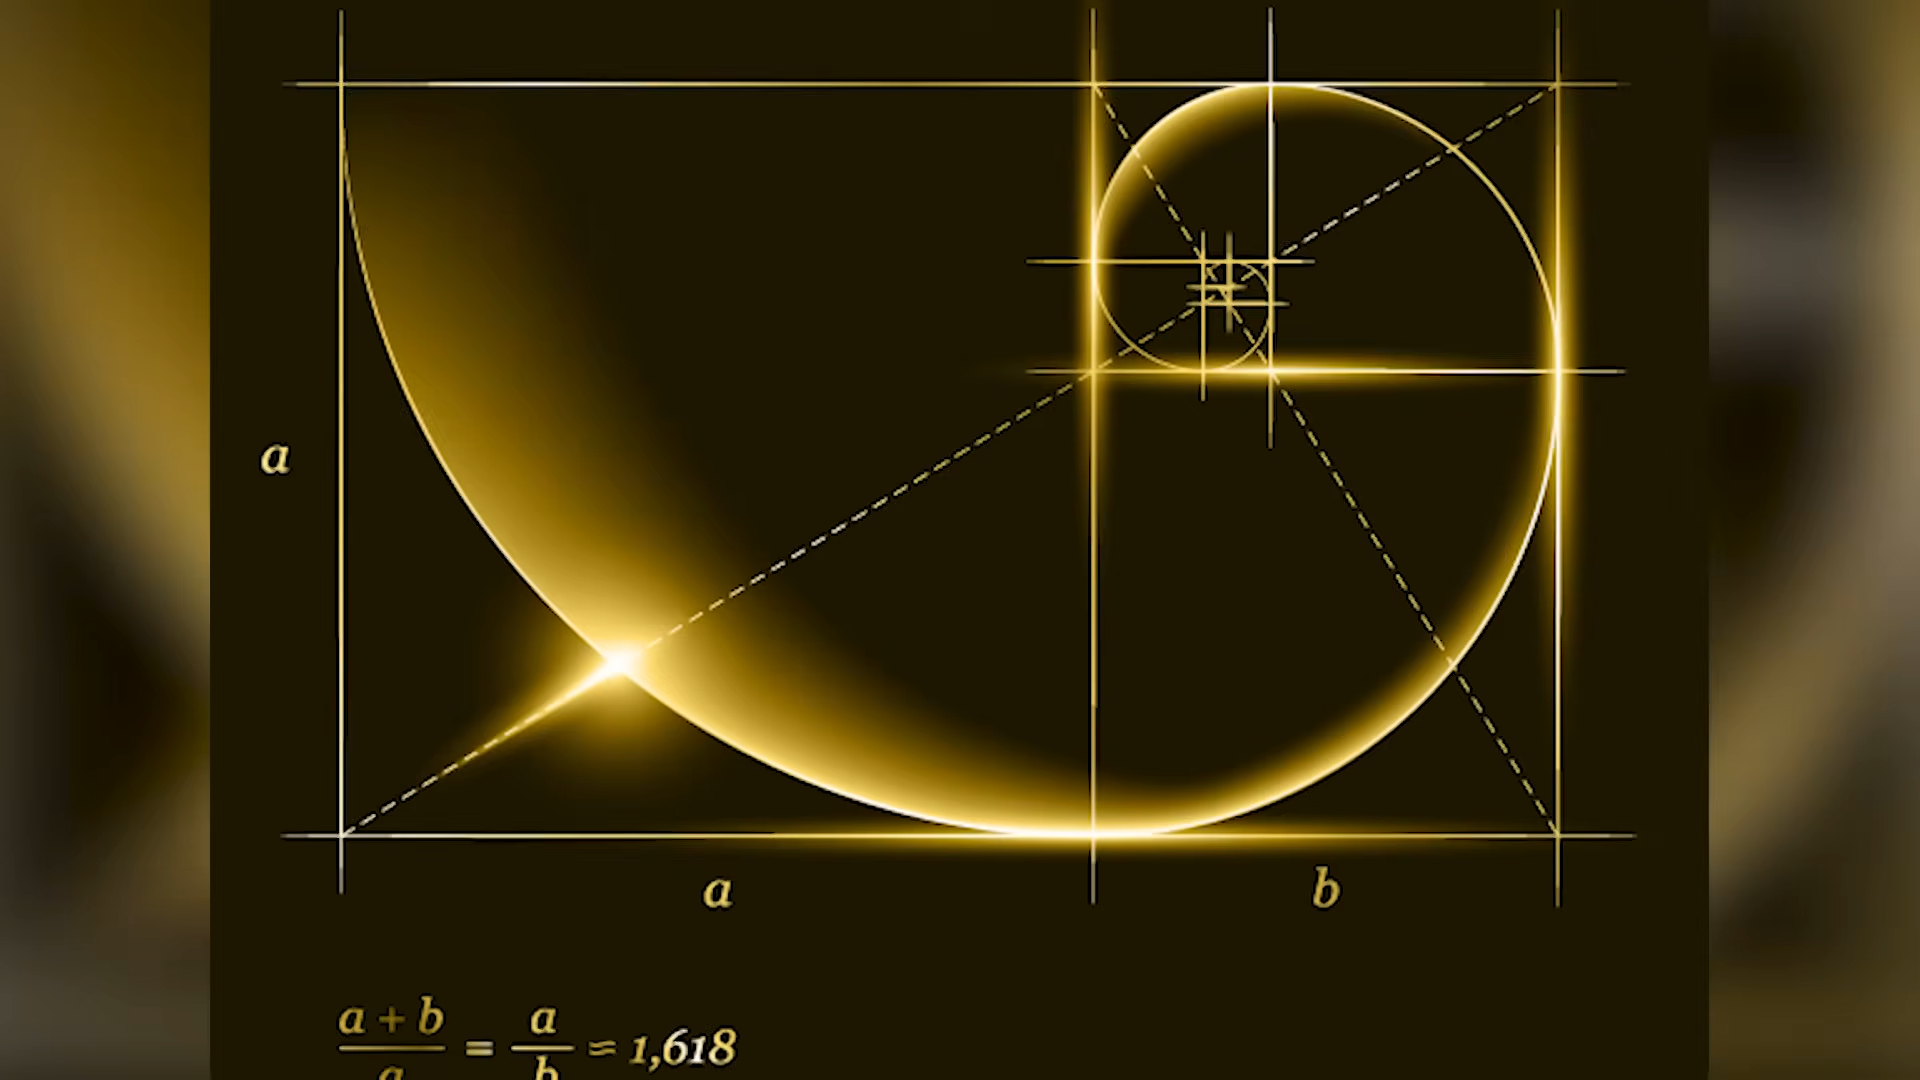 a
a b
a + b / a = a / b ≈ 1,618